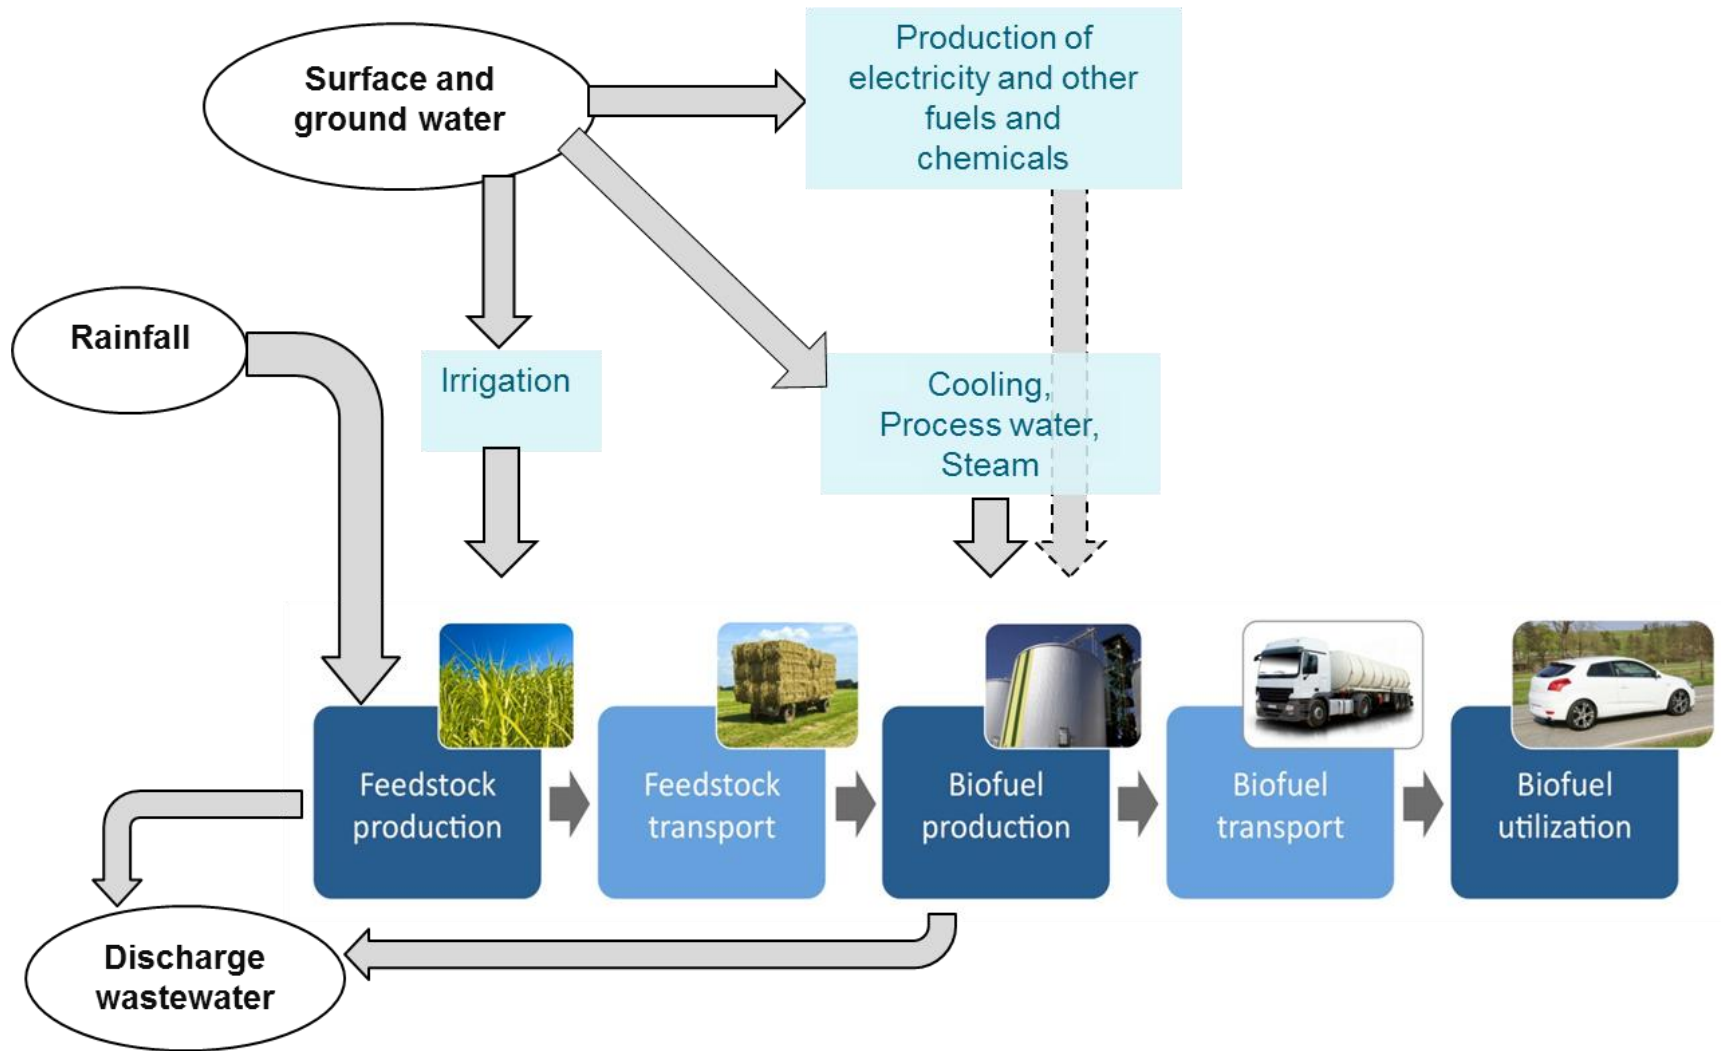 Surface and
ground water
Production of
electricity and other
fuels and
chemicals
Rainfall
Irrigation
Cooling,
Process water,
Steam
Feedstock
production
Feedstock
transport
Biofuel
production
Biofuel
transport
Biofuel
utilization
Discharge
wastewater